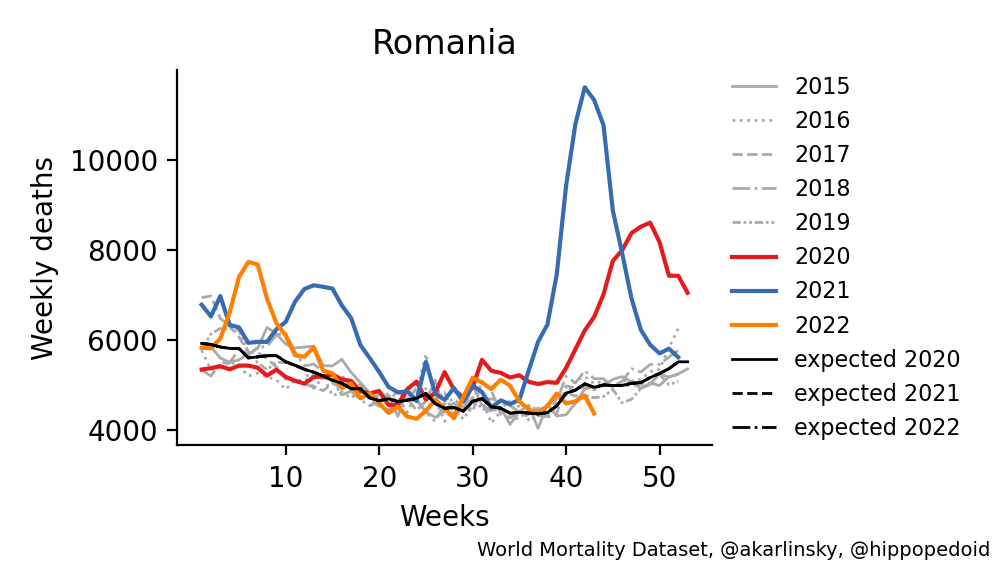 Romania
Weekly deaths
10000
8000
6000
4000
10 20 30 40 50
Weeks
2015
2016
2017
2018
2019
2020
2021
2022
expected 2020
expected 2021
expected 2022
World Mortality Dataset, @akarlinsky, @hippopedoid